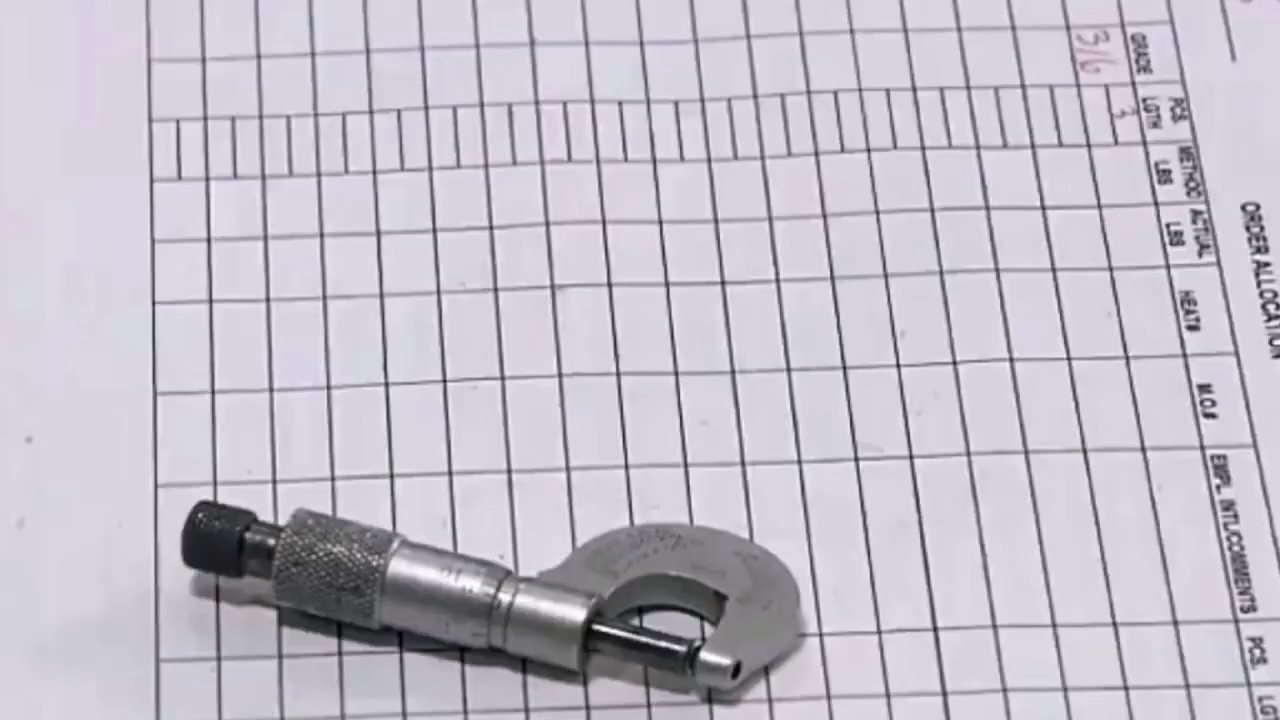 ORDER ALLOCATION
GRADE
PCS.
LGTH
METHOD
LBS
ACTUAL
LBS
HEAT#
M.O.#
EMPL. INTL/COMMENTS
PCS.
316
3